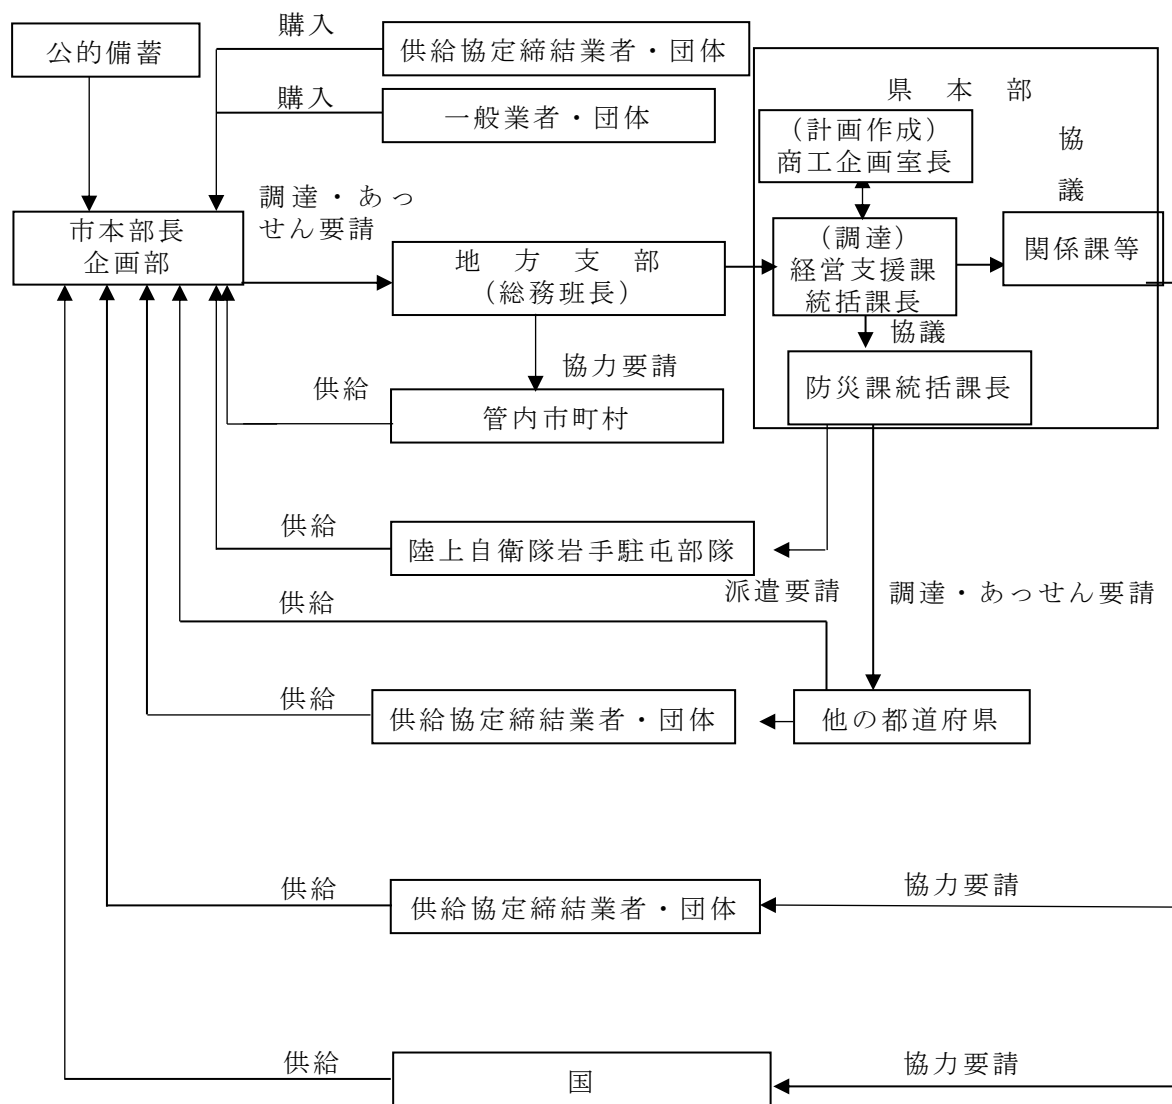 購入
公的備蓄
供給協定締結業者・団体
購入
一般業者・団体
県本部
(計画作成)
商工企画室長
協
議
調達・あっ
せん要請
市本部長
企画部
地方支部
(総務班長)
(調達)
経営支援課
統括課長
関係課等
協議
協力要請
防災課統括課長
供給
管内市町村
供給
陸上自衛隊岩手駐屯部隊
派遣要請
調達・あっせん要請
供給
供給
供給協定締結業者・団体
他の都道府県
供給
協力要請
供給協定締結業者・団体
供給
協力要請
国